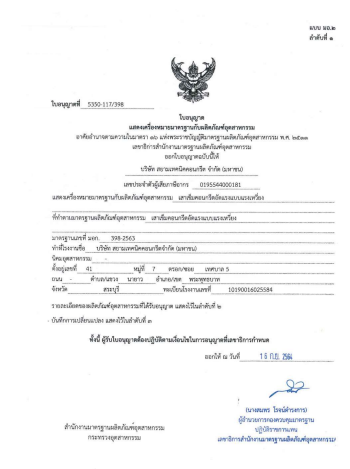 แบบ มอ.๒
ลำดับที่ ๑
ใบอนุญาตที่ 5350-117/398
ใบอนุญาต
แสดงเครื่องหมายมาตรฐานกับผลิตภัณฑ์อุตสาหกรรม
อาศัยอำนาจตามความในมาตรา ๑๖ แห่งพระราชบัญญัติมาตรฐานผลิตภัณฑ์อุตสาหกรรม พ.ศ. ๒๕๑๑
เลขาธิการสำนักงานมาตรฐานผลิตภัณฑ์อุตสาหกรรม
ออกใบอนุญาตฉบับนี้ให้
บริษัท สยามเทคนิคคอนกรีต จำกัด (มหาชน)
เลขประจำตัวผู้เสียภาษีอากร 0195544000181
แสดงเครื่องหมายมาตรฐานกับผลิตภัณฑ์อุตสาหกรรม เสาเข็มคอนกรีตอัดแรงแบบแรงเหวี่ยง
ที่ทำตามมาตรฐานผลิตภัณฑ์อุตสาหกรรม เสาเข็มคอนกรีตอัดแรงแบบแรงเหวี่ยง
มาตรฐานเลขที่ มอก. 398-2563
ทำที่โรงงานชื่อ บริษัท สยามเทคนิคคอนกรีต จำกัด (มหาชน)
นิคมอุตสาหกรรม -
ตั้งอยู่เลขที่ 41 หมู่ที่ 7 ตรอก/ซอย เทศบาล 5
ถนน - ตำบล/แขวง นายาว อำเภอ/เขต พระพุทธบาท
จังหวัด สระบุรี ทะเบียนโรงงานเลขที่ 10190016025584
รายละเอียดของผลิตภัณฑ์อุตสาหกรรมที่ได้รับอนุญาต แสดงไว้ในลำดับที่ ๒
บันทึกการเปลี่ยนแปลง แสดงไว้ในลำดับที่ ๓
ทั้งนี้ ผู้รับใบอนุญาตต้องปฏิบัติตามเงื่อนไขในการอนุญาตที่เลขาธิการกำหนด
ออกให้ ณ วันที่ 16 ก.ย. 2564
ผู้อำนวยการกองควบคุมมาตรฐาน
ปฏิบัติราชการแทน
สำนักงานมาตรฐานผลิตภัณฑ์อุตสาหกรรม
กระทรวงอุตสาหกรรม
เลขาธิการสำนักงานมาตรฐานผลิตภัณฑ์อุตสาหกรรม